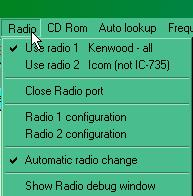 Radio CD Rom Auto lookup Frequ
Use radio 1 Kenwood - all
Use radio 2 Icom (not IC-735)
Close Radio port
Radio 1 configuration
Radio 2 configuration
Automatic radio change
Show Radio debug window